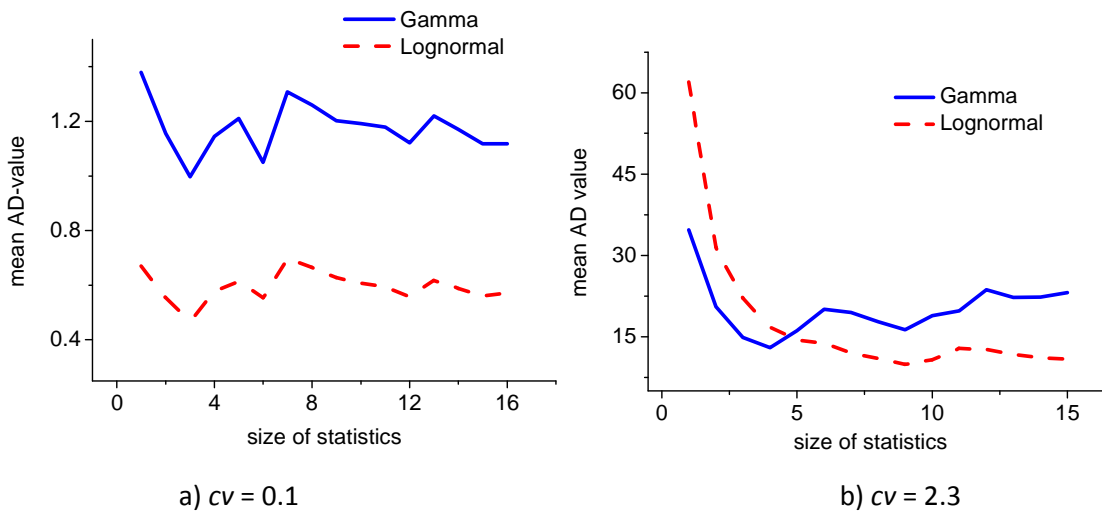 Gamma
Lognormal
mean AD-value
1.2
0.8
0.4
0 4 8 12 16
size of statistics
a) cv = 0.1
Gamma
Lognormal
mean AD value
60
45
30
15
0 5 10 15
size of statistics
b) cv = 2.3